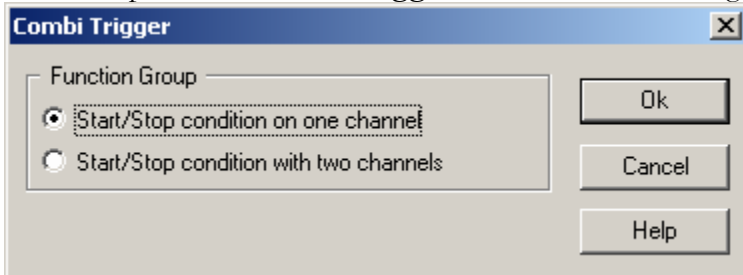 Combi Trigger
Function Group
Start/Stop condition on one channel
Start/Stop condition with two channels
Ok
Cancel
Help